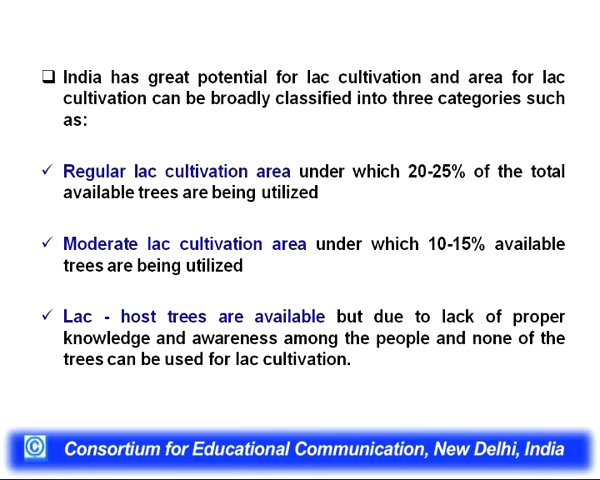 ❑ India has great potential for lac cultivation and area for lac
cultivation can be broadly classified into three categories such
as:
✓ Regular lac cultivation area under which 20-25% of the total
available trees are being utilized
✓ Moderate lac cultivation area under which 10-15% available
trees are being utilized
✓ Lac - host trees are available but due to lack of proper
knowledge and awareness among the people and none of the
trees can be used for lac cultivation.
© Consortium for Educational Communication, New Delhi, India